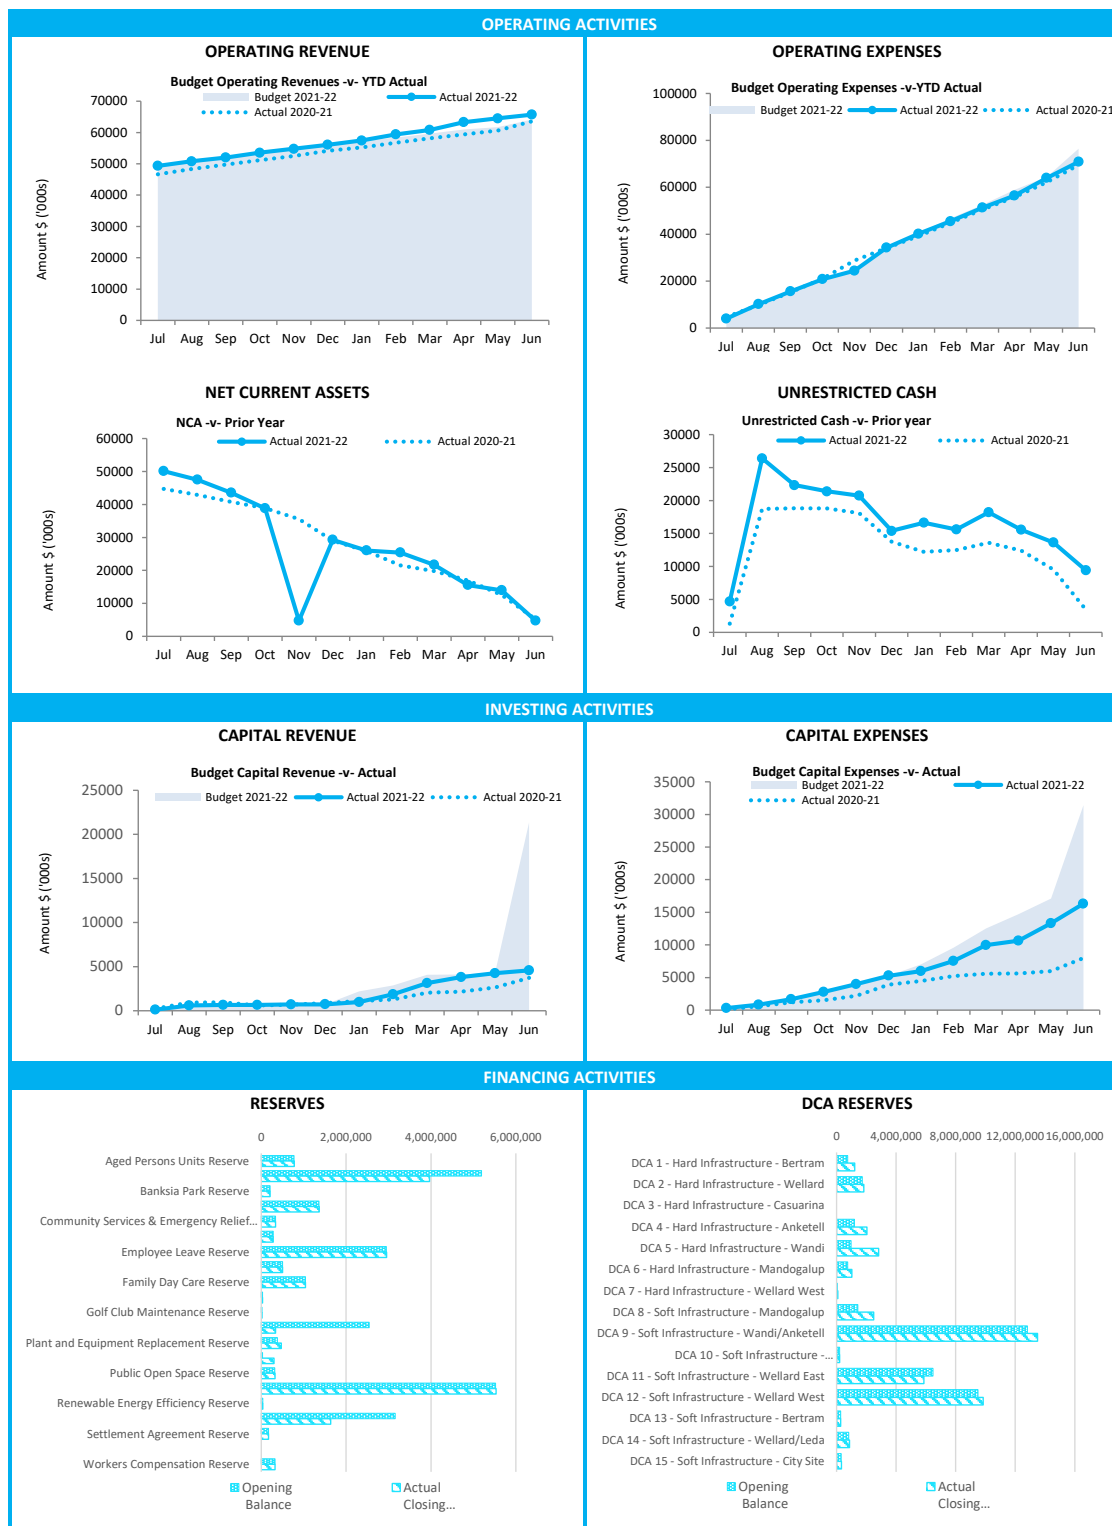 OPERATING ACTIVITIES
OPERATING REVENUE
Budget Operating Revenues -v- YTD Actual
Budget 2021-22
Actual 2021-22
Actual 2020-21
Amount $ ('000s)
70000
60000
50000
40000
30000
20000
10000
0
Jul Aug Sep Oct Nov Dec Jan Feb Mar Apr May Jun
OPERATING EXPENSES
Budget Operating Expenses -v-YTD Actual
Budget 2021-22
Actual 2021-22
Actual 2020-21
Amount $ ('000s)
100000
80000
60000
40000
20000
0
Jul Aug Sep Oct Nov Dec Jan Feb Mar Apr May Jun
NET CURRENT ASSETS
NCA -v- Prior Year
Actual 2021-22
Actual 2020-21
Amount $ ('000s)
60000
50000
40000
30000
20000
10000
0
Jul Aug Sep Oct Nov Dec Jan Feb Mar Apr May Jun
UNRESTRICTED CASH
Unrestricted Cash -v- Prior year
Actual 2021-22
Actual 2020-21
Amount $ ('000s)
30000
25000
20000
15000
10000
5000
0
Jul Aug Sep Oct Nov Dec Jan Feb Mar Apr May Jun
INVESTING ACTIVITIES
CAPITAL REVENUE
Budget Capital Revenue -v- Actual
Budget 2021-22
Actual 2021-22
Actual 2020-21
Amount $ ('000s)
25000
20000
15000
10000
5000
0
Jul Aug Sep Oct Nov Dec Jan Feb Mar Apr May Jun
CAPITAL EXPENSES
Budget Capital Expenses -v- Actual
Budget 2021-22
Actual 2021-22
Actual 2020-21
Amount $ ('000s)
35000
30000
25000
20000
15000
10000
5000
0
Jul Aug Sep Oct Nov Dec Jan Feb Mar Apr May Jun
FINANCING ACTIVITIES
RESERVES
0 2,000,000 4,000,000 6,000,000
Aged Persons Units Reserve
Banksia Park Reserve
Community Services & Emergency Relief...
Employee Leave Reserve
Family Day Care Reserve
Golf Club Maintenance Reserve
Plant and Equipment Replacement Reserve
Public Open Space Reserve
Renewable Energy Efficiency Reserve
Settlement Agreement Reserve
Workers Compensation Reserve
Opening Balance
Actual Closing...
DCA RESERVES
0 4,000,000 8,000,000 12,000,000 16,000,000
DCA 1 - Hard Infrastructure - Bertram
DCA 2 - Hard Infrastructure - Wellard
DCA 3 - Hard Infrastructure - Casuarina
DCA 4 - Hard Infrastructure - Anketell
DCA 5 - Hard Infrastructure - Wandi
DCA 6 - Hard Infrastructure - Mandogalup
DCA 7 - Hard Infrastructure - Wellard West
DCA 8 - Soft Infrastructure - Mandogalup
DCA 9 - Soft Infrastructure - Wandi/Anketell
DCA 10 - Soft Infrastructure -...
DCA 11 - Soft Infrastructure - Wellard East
DCA 12 - Soft Infrastructure - Wellard West
DCA 13 - Soft Infrastructure - Bertram
DCA 14 - Soft Infrastructure - Wellard/Leda
DCA 15 - Soft Infrastructure - City Site
Opening Balance
Actual Closing...